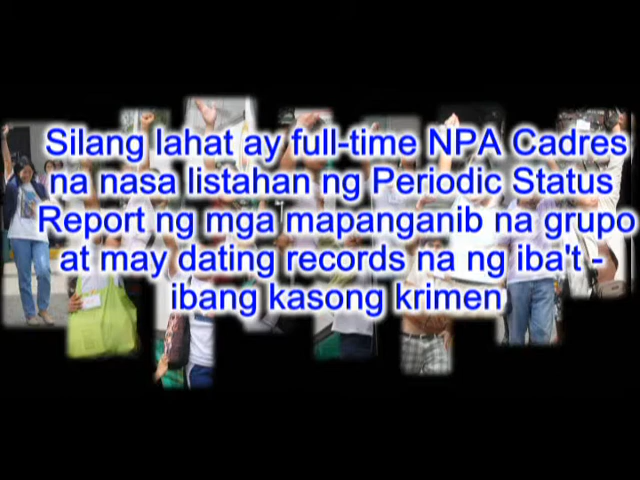 Silang lahat ay full-time NPA Cadres
na nasa listahan ng Periodic Status
Report ng mga mapanganib na grupo
at may dating records na ng iba't -
ibang kasong krimen